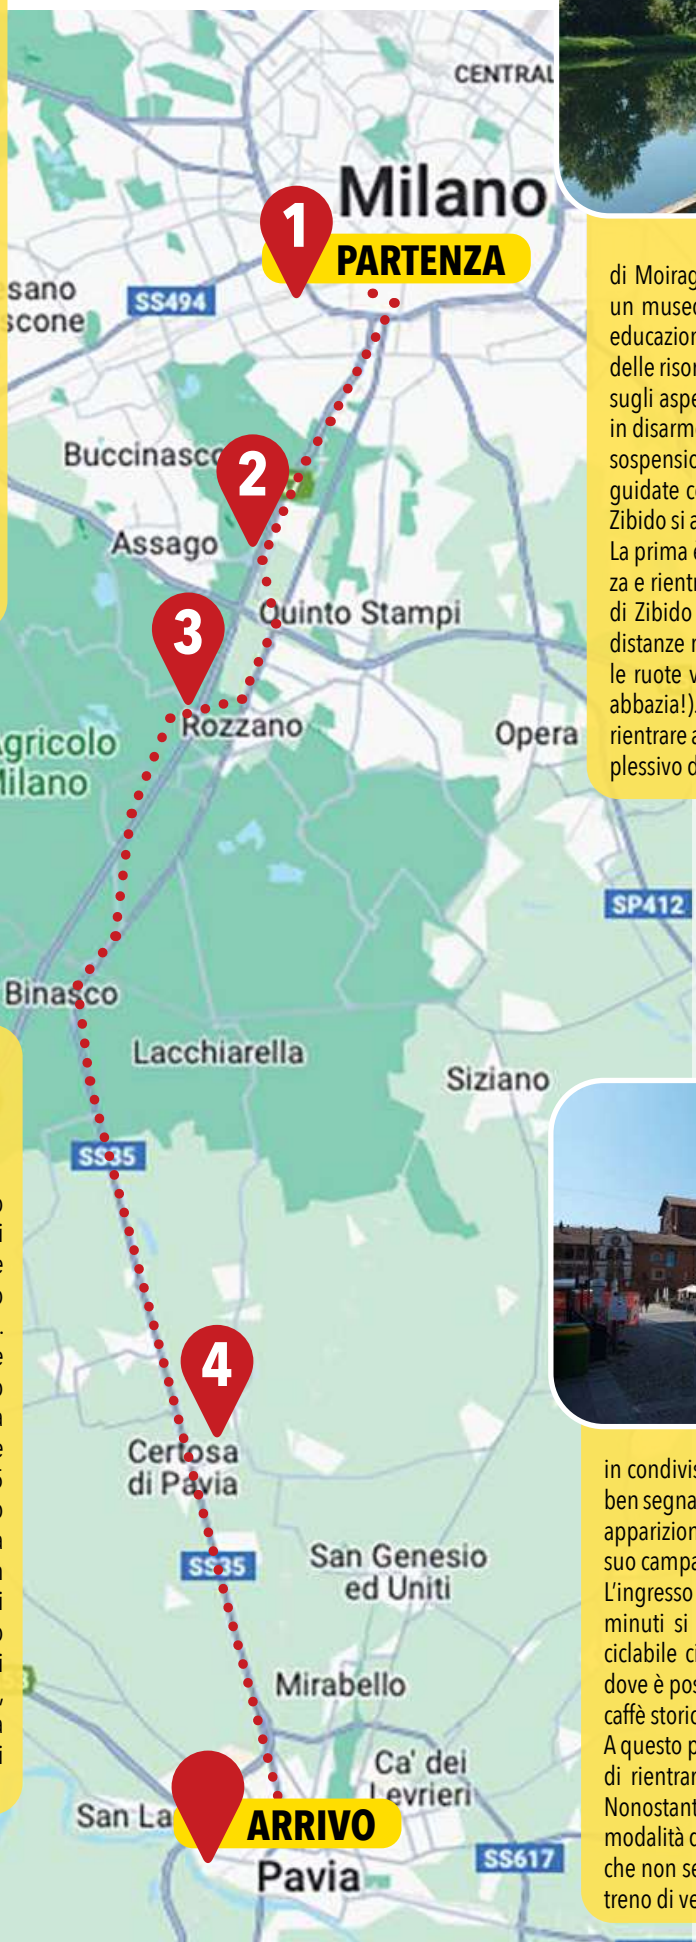 CENTRAL
Milano
1
PARTENZA
sano
scone
SS494
Buccinasco
2
Assago
Quinto Stampi
3
Rozzano
Agricolo
Milano
Opera
SP412
Binasco
Lacchiarella
Siziano
SS35
4
Certosa
di Pavia
SS35
San Genesio
ed Uniti
Mirabello
Ca' dei
Levrieri
San La
ARRIVO
Pavia
SS617
di Moirag
un museo
educazion
delle risor
sugli aspe
in disarmo
sospensio
guidate co
Zibido si a
La prima e
za e rientr
di Zibido
distanze r
le ruote v
abbazia!).
rientrare a
plessivo d
in condivis
ben segna
apparizion
suo campa
L'ingresso
minuti si
ciclabile ci
dove è pos
caffè storic
A questo p
di rientrar
Nonostant
modalità d
che non se
treno di ve